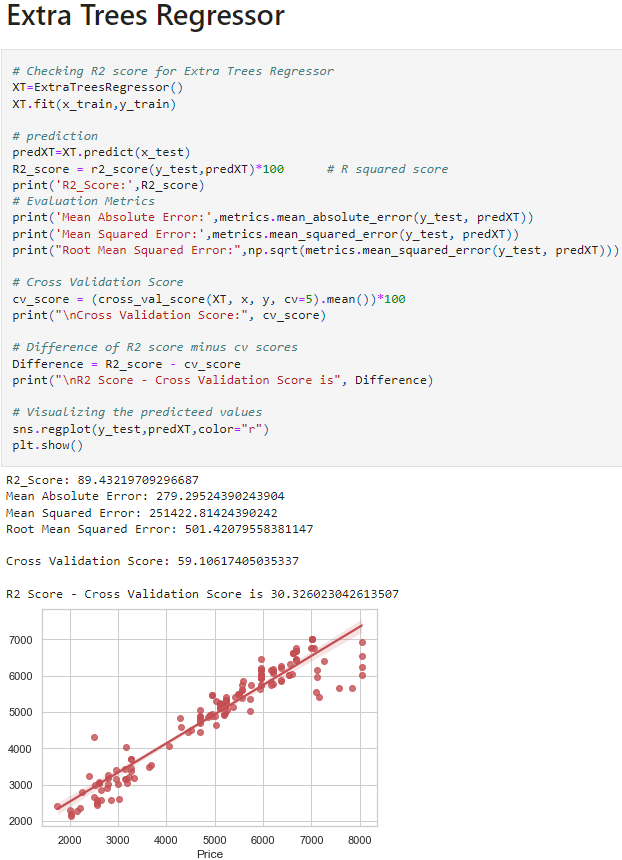 Extra Trees Regressor
# Checking R2 score for Extra Trees Regressor
XT=ExtraTreesRegressor()
XT.fit(x_train,y_train)
# prediction
predXT=XT.predict(x_test)
R2_score = r2_score(y_test,predXT)*100 # R squared score
print('R2_Score:',R2_score)
# Evaluation Metrics
print('Mean Absolute Error:',metrics.mean_absolute_error(y_test, predXT))
print('Mean Squared Error:',metrics.mean_squared_error(y_test, predXT))
print("Root Mean Squared Error:",np.sqrt(metrics.mean_squared_error(y_test, predXT)))
# Cross Validation Score
cv_score = (cross_val_score(XT, x, y, cv=5).mean())*100
print("\nCross Validation Score:", cv_score)
# Difference of R2 score minus cv scores
Difference = R2_score - cv_score
print("\nR2 Score - Cross Validation Score is", Difference)
# Visualizing the predicteed values
sns.regplot(y_test,predXT,color="r")
plt.show()
R2_Score: 89.43219709296687
Mean Absolute Error: 279.29524390243904
Mean Squared Error: 251422.81424390242
Root Mean Squared Error: 501.42079558381147
Cross Validation Score: 59.10617405035337
R2 Score - Cross Validation Score is 30.326023042613507
7000
6000
5000
4000
3000
2000
2000 3000 4000 5000 6000 7000 8000
Price